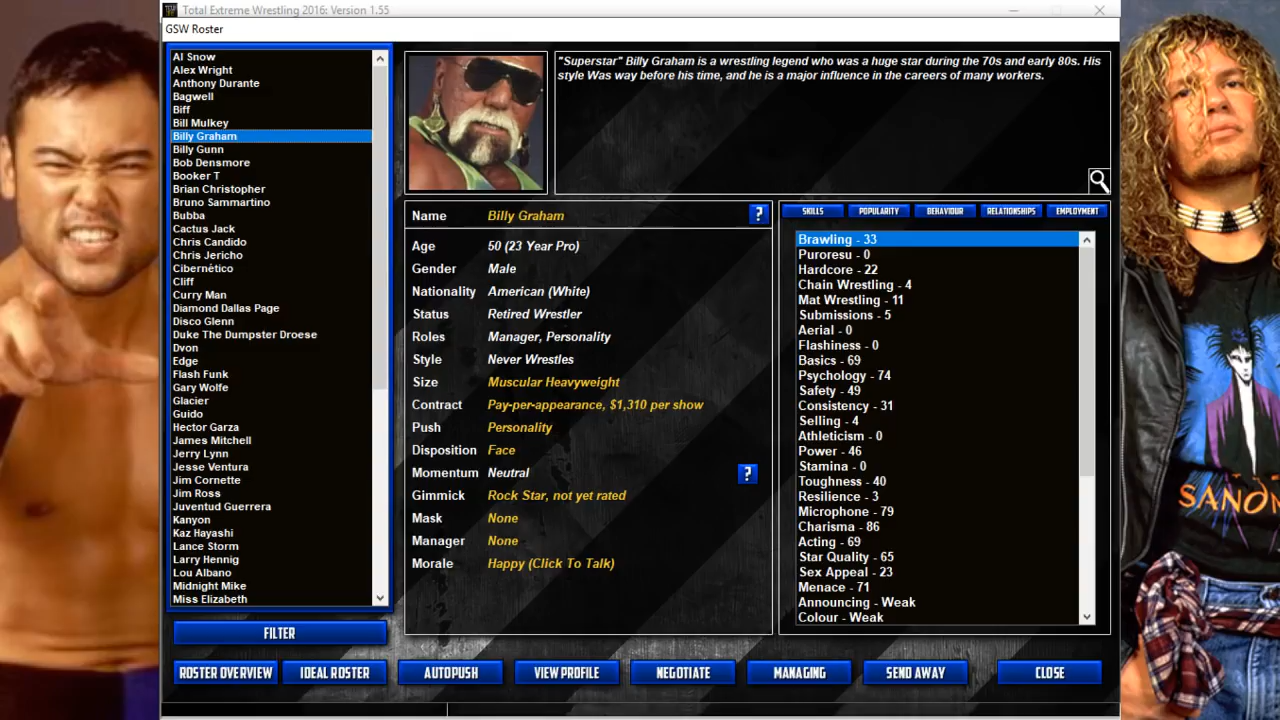 Total Extreme Wrestling 2016: Version 1.55
GSW Roster
Al Snow
Alex Wright
Anthony Durante
Bagwell
Biff
Bill Mulkey
Billy Graham
Billy Gunn
Bob Densmore
Booker T
Brian Christopher
Bruno Sammartino
Bubba
Cactus Jack
Chris Candido
Chris Jericho
Cibernético
Cliff
Curry Man
Diamond Dallas Page
Disco Glenn
Duke The Dumpster Droese
Dvon
Edge
Flash Funk
Gary Wolfe
Glacier
Guido
Hector Garza
James Mitchell
Jerry Lynn
Jesse Ventura
Jim Cornette
Jim Ross
Juventud Guerrera
Kanyon
Kaz Hayashi
Lance Storm
Larry Hennig
Lou Albano
Midnight Mike
Miss Elizabeth
FILTER
"Superstar" Billy Graham is a wrestling legend who was a huge star during the 70s and early 80s. His
style Was way before his time, and he is a major influence in the careers of many workers.
Name Billy Graham ?
Age 50 (23 Year Pro)
Gender Male
Nationality American (White)
Status Retired Wrestler
Roles Manager, Personality
Style Never Wrestles
Size Muscular Heavyweight
Contract Pay-per-appearance, $1,310 per show
Push Personality
Disposition Face
Momentum Neutral ?
Gimmick Rock Star, not yet rated
Mask None
Manager None
Morale Happy (Click To Talk)
SKILLS POPULARITY BEHAVIOUR RELATIONSHIPS EMPLOYMENT
Brawling - 33
Puroresu - 0
Hardcore - 22
Chain Wrestling - 4
Mat Wrestling - 11
Submissions - 5
Aerial - 0
Flashiness - 0
Basics - 69
Psychology - 74
Safety - 49
Consistency - 31
Selling - 4
Athleticism - 0
Power - 46
Stamina - 0
Toughness - 40
Resilience - 3
Microphone - 79
Charisma - 86
Acting - 69
Star Quality - 65
Sex Appeal - 23
Menace - 71
Announcing - Weak
Colour - Weak
ROSTER OVERVIEW IDEAL ROSTER AUTOPUSH VIEW PROFILE NEGOTIATE MANAGING SEND AWAY CLOSE